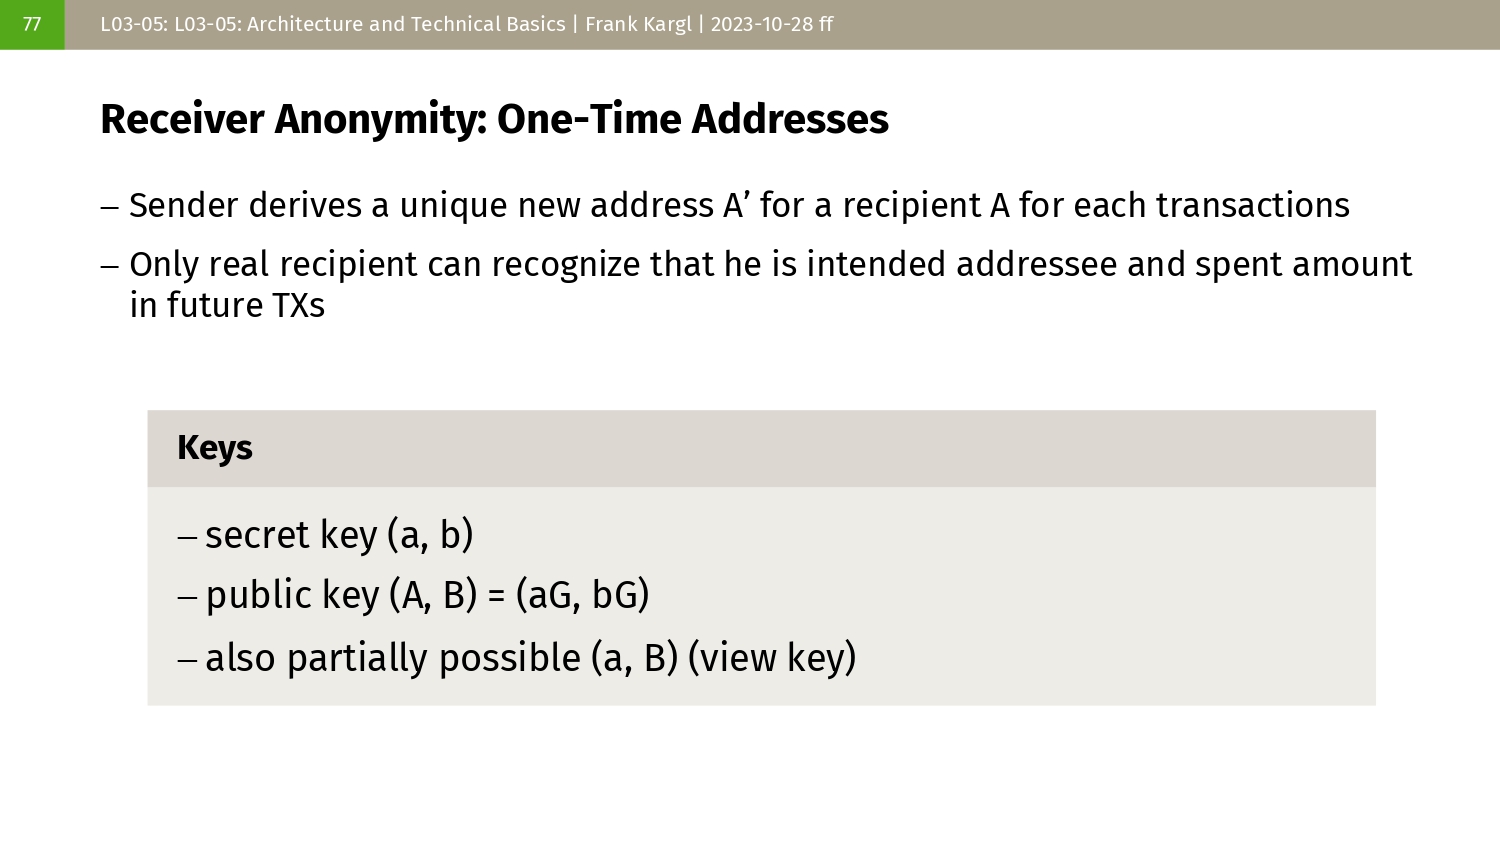 77 L03-05: L03-05: Architecture and Technical Basics | Frank Kargl | 2023-10-28 ff
Receiver Anonymity: One-Time Addresses
– Sender derives a unique new address A’ for a recipient A for each transactions
– Only real recipient can recognize that he is intended addressee and spent amount
in future TXs
Keys
– secret key (a, b)
– public key (A, B) = (aG, bG)
– also partially possible (a, B) (view key)